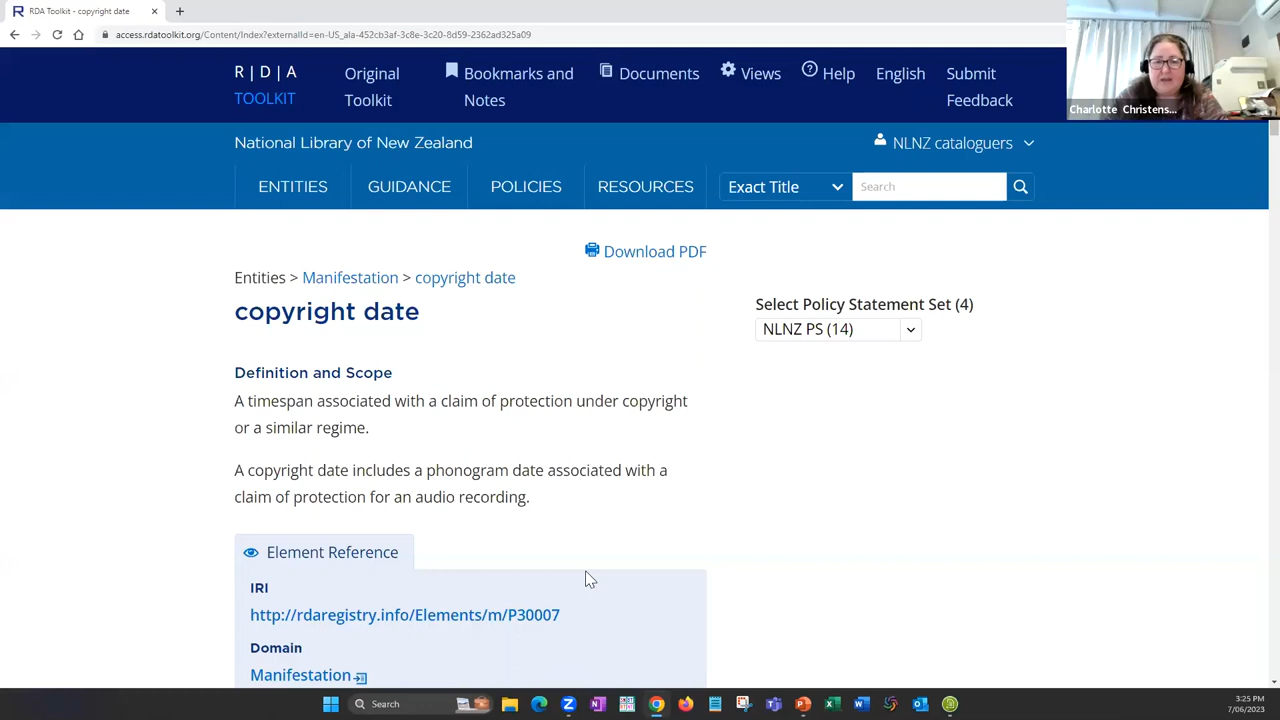 RDA Toolkit - copyright date
access.rdatoolkit.org/Content/Index?externalId=en-US_ala-452cb3af-3c8e-3c20-8d59-2362ad325a09
R | D | A
TOOLKIT
Original
Toolkit
Bookmarks and
Notes
Documents
Views
Help
English
Submit
Feedback
Charlotte Christens...
National Library of New Zealand
NLNZ cataloguers
ENTITIES
GUIDANCE
POLICIES
RESOURCES
Exact Title
Search
Download PDF
Entities > Manifestation > copyright date
copyright date
Select Policy Statement Set (4)
NLNZ PS (14)
Definition and Scope
A timespan associated with a claim of protection under copyright
or a similar regime.
A copyright date includes a phonogram date associated with a
claim of protection for an audio recording.
Element Reference
IRI
http://rdaregistry.info/Elements/m/P30007
Domain
Manifestation
Search
3:25 PM
7/06/2023